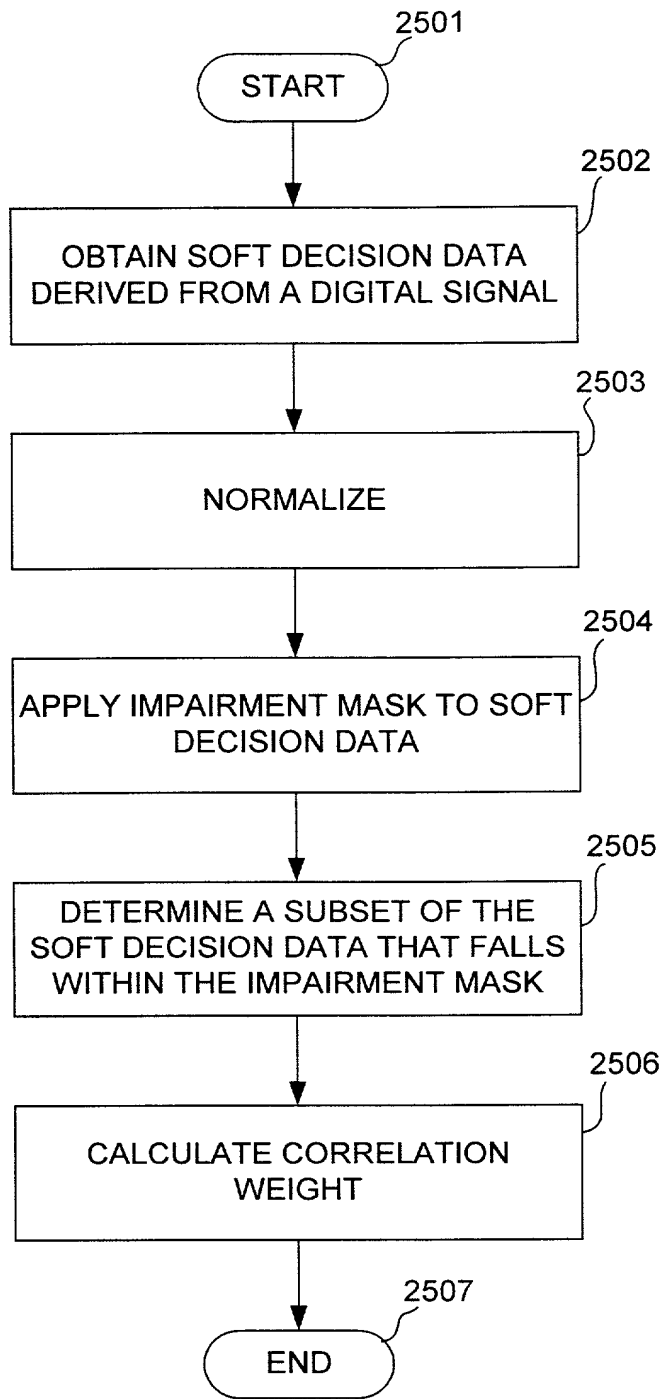 2501
START
2502
OBTAIN SOFT DECISION DATA
DERIVED FROM A DIGITAL SIGNAL
2503
NORMALIZE
2504
APPLY IMPAIRMENT MASK TO SOFT
DECISION DATA
2505
DETERMINE A SUBSET OF THE
SOFT DECISION DATA THAT FALLS
WITHIN THE IMPAIRMENT MASK
2506
CALCULATE CORRELATION
WEIGHT
2507
END